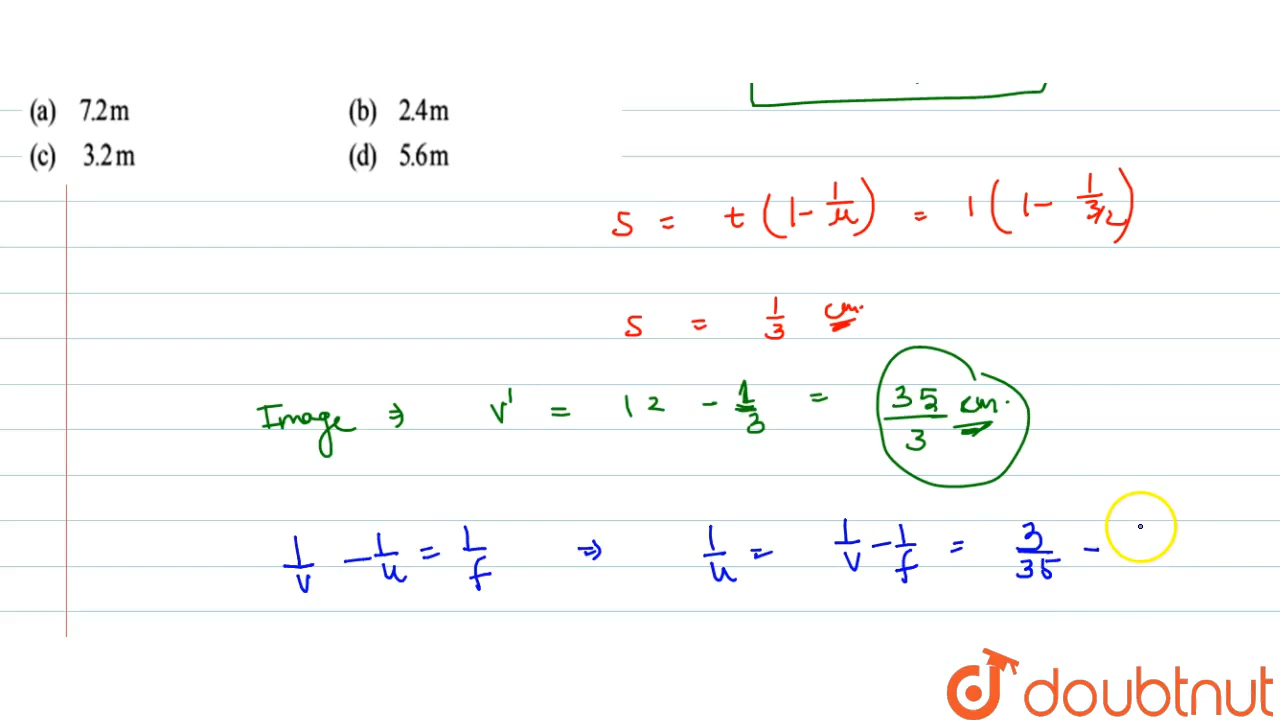 (a) 7.2m (b) 2.4m
(c) 3.2m (d) 5.6m
S = t(1 - 1/μ) = 1(1 - 1/3/2)
S = 1/3 cm.
Image ⇒ v' = 12 - 1/3 = 35/3 cm.
1/v - 1/u = 1/f ⇒ 1/u = 1/v - 1/f = 3/35 -
doubtnut